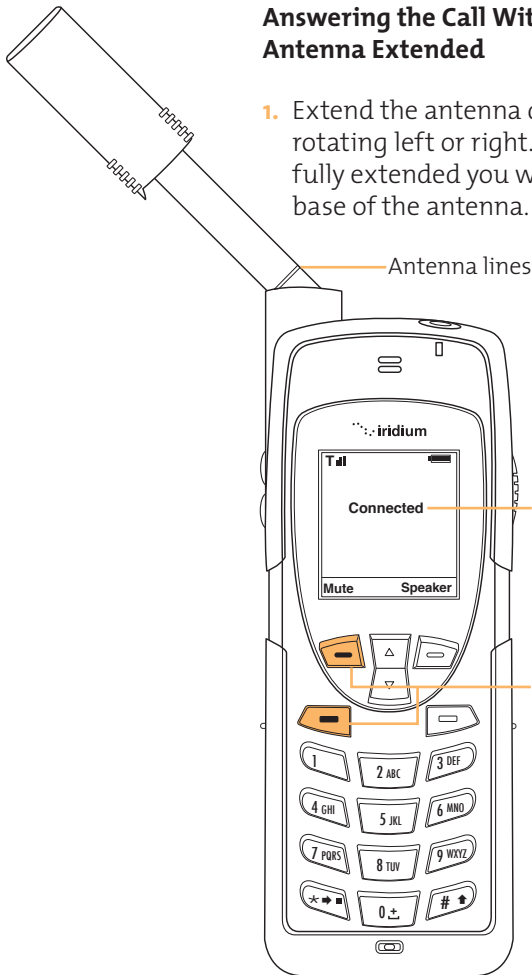 Answering the Call Wit
Antenna Extended
1. Extend the antenna
rotating left or right.
fully extended you w
base of the antenna.
Antenna lines
iridium
T
Connected
Mute Speaker
1 2 ABC 3 DEF
4 GHI 5 JKL 6 MNO
7 PQRS 8 TUV 9 WXYZ
* 0 ± #